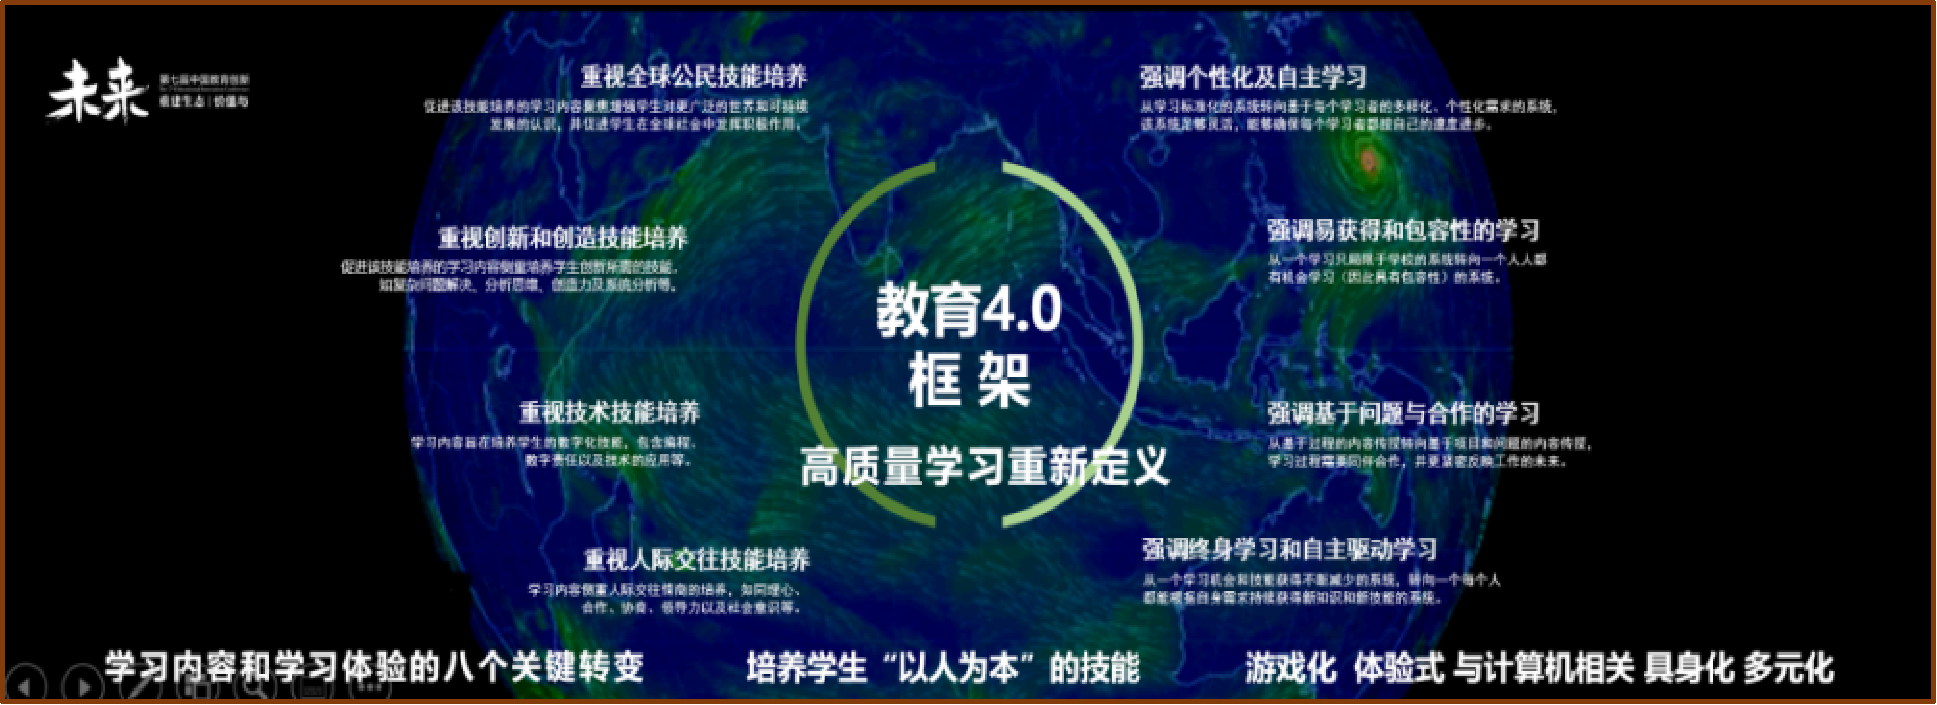 未来
第七届中国教育创新
重建生态 | 价值与
重视全球公民技能培养
促进该技能培养的学习内容聚焦增强学生对更广泛的世界和可持续
发展的认识，并促进学生在全球社会中发挥积极作用。
重视创新和创造技能培养
促进该技能培养的学习内容侧重培养学生创新所需的技能，
如复杂问题解决、分析思维、创造力及系统分析等。
重视技术技能培养
学习内容旨在培养学生的数字化技能，包含编程、
数字责任以及技术的应用等。
重视人际交往技能培养
学习内容侧重人际交往情商的培养，如同理心、
合作、协商、领导力以及社会意识等。
教育4.0
框 架
高质量学习重新定义
强调个性化及自主学习
从学习标准化的系统转向基于每个学习者的多样化、个性化需求的系统，
该系统足够灵活，能够确保每个学习者都按自己的速度进步。
强调易获得和包容性的学习
从一个学习只局限于学校的系统转向一个人人都
有机会学习（因此具有包容性）的系统。
强调基于问题与合作的学习
从基于过程的内容传授转向基于项目和问题的内容传授，
学习过程需要同伴合作，并更紧密反映工作的未来。
强调终身学习和自主驱动学习
从一个学习机会和技能获得不断减少的系统，转向一个每个人
都能根据自身需求持续获得新知识和新技能的系统。
学习内容和学习体验的八个关键转变
培养学生“以人为本”的技能
游戏化 体验式 与计算机相关 具身化 多元化